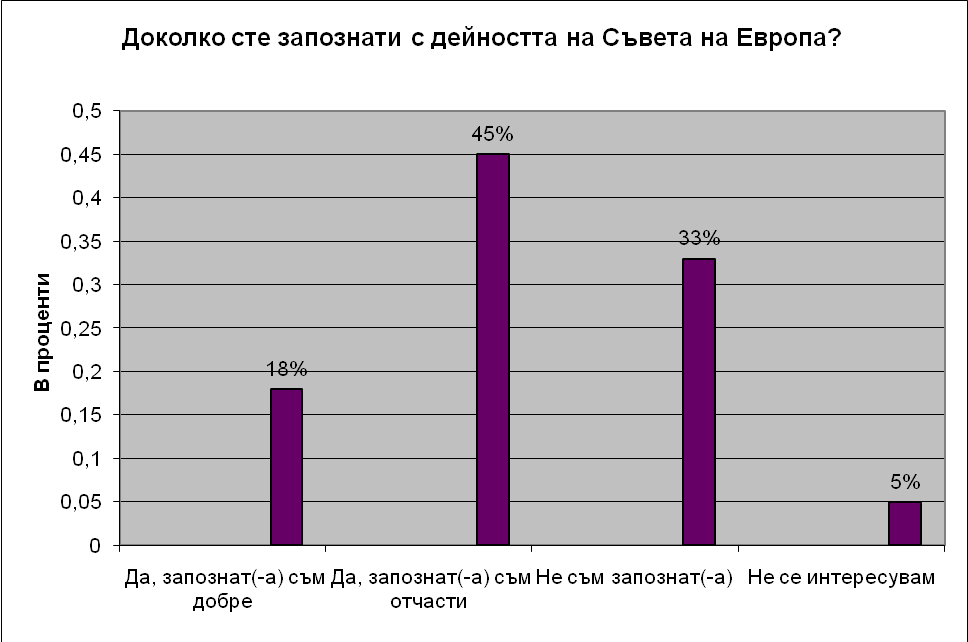 Доколко сте запознати с дейността на Съвета на Европа?
В проценти
0,5
0,45
0,4
0,35
0,3
0,25
0,2
0,15
0,1
0,05
0
18%
45%
33%
5%
Да, запознат(-а) съм
добре
Да, запознат(-а) съм
отчасти
Не съм запознат(-а)
Не се интересувам